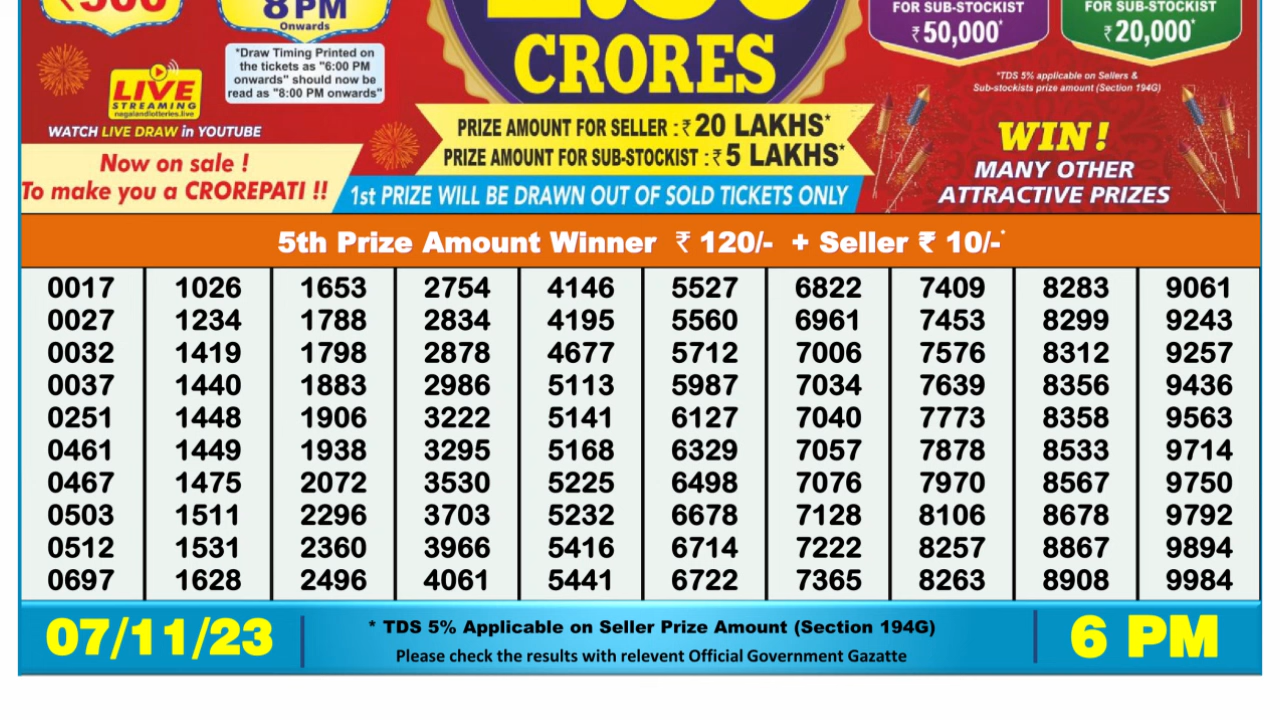 8 PM
Onwards
*Draw Timing Printed on
the tickets as "6:00 PM
onwards" should now be
read as "8:00 PM onwards"
LIVE
STREAMING
nagalandlotteries.live
WATCH LIVE DRAW in YOUTUBE
Now on sale !
To make you a CROREPATI !!
CRORES
PRIZE AMOUNT FOR SELLER : ₹ 20 LAKHS*
PRIZE AMOUNT FOR SUB-STOCKIST : ₹ 5 LAKHS*
1st PRIZE WILL BE DRAWN OUT OF SOLD TICKETS ONLY
FOR SUB-STOCKIST
₹ 50,000*
FOR SUB-STOCKIST
₹ 20,000*
*TDS 5% applicable on Sellers &
Sub-stockists prize amount (Section 194G)
WIN !
MANY OTHER
ATTRACTIVE PRIZES
5th Prize Amount Winner ₹ 120/- + Seller ₹ 10/-*
0017 1026 1653 2754 4146 5527 6822 7409 8283 9061
0027 1234 1788 2834 4195 5560 6961 7453 8299 9243
0032 1419 1798 2878 4677 5712 7006 7576 8312 9257
0037 1440 1883 2986 5113 5987 7034 7639 8356 9436
0251 1448 1906 3222 5141 6127 7040 7773 8358 9563
0461 1449 1938 3295 5168 6329 7057 7878 8533 9714
0467 1475 2072 3530 5225 6498 7076 7970 8567 9750
0503 1511 2296 3703 5232 6678 7128 8106 8678 9792
0512 1531 2360 3966 5416 6714 7222 8257 8867 9894
0697 1628 2496 4061 5441 6722 7365 8263 8908 9984
07/11/23
* TDS 5% Applicable on Seller Prize Amount (Section 194G)
Please check the results with relevent Official Government Gazatte
6 PM